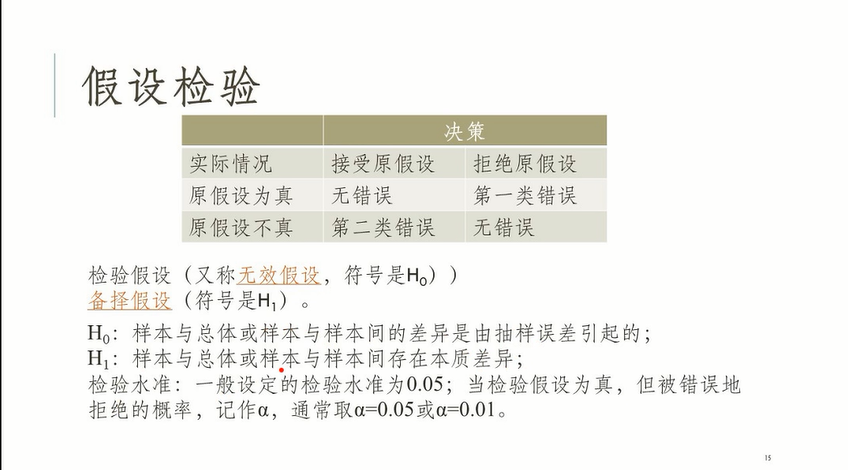 假设检验
决策
实际情况 接受原假设 拒绝原假设
原假设为真 无错误 第一类错误
原假设不真 第二类错误 无错误
检验假设（又称无效假设，符号是H₀））
备择假设（符号是H₁）。
H₀：样本与总体或样本与样本间的差异是由抽样误差引起的；
H₁：样本与总体或样本与样本间存在本质差异；
检验水准：一般设定的检验水准为0.05；当检验假设为真，但被错误地
拒绝的概率，记作α，通常取α=0.05或α=0.01。
15